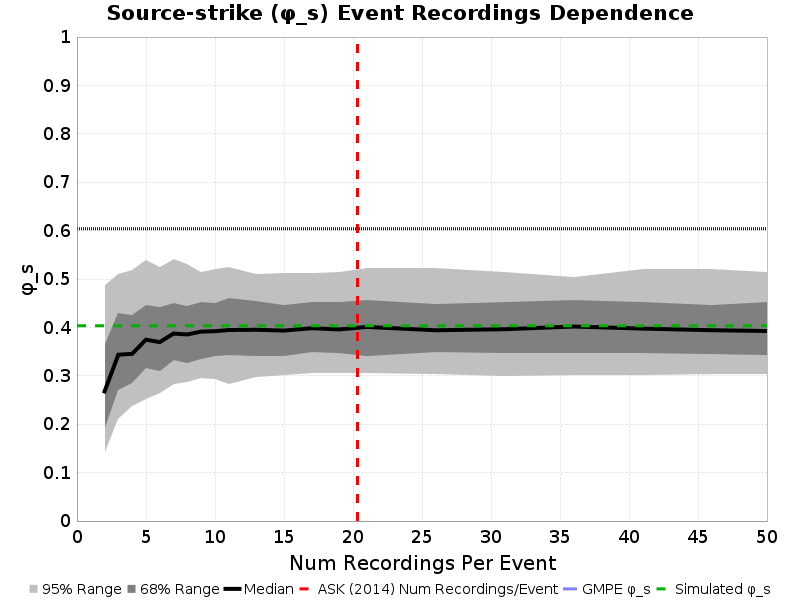 Source-strike (φ_s) Event Recordings Dependence
1
0.9
0.8
0.7
0.6
0.5
0.4
0.3
0.2
0.1
0
φ_s
0 5 10 15 20 25 30 35 40 45 50
Num Recordings Per Event
95% Range 68% Range Median ASK (2014) Num Recordings/Event GMPE φ_s Simulated φ_s